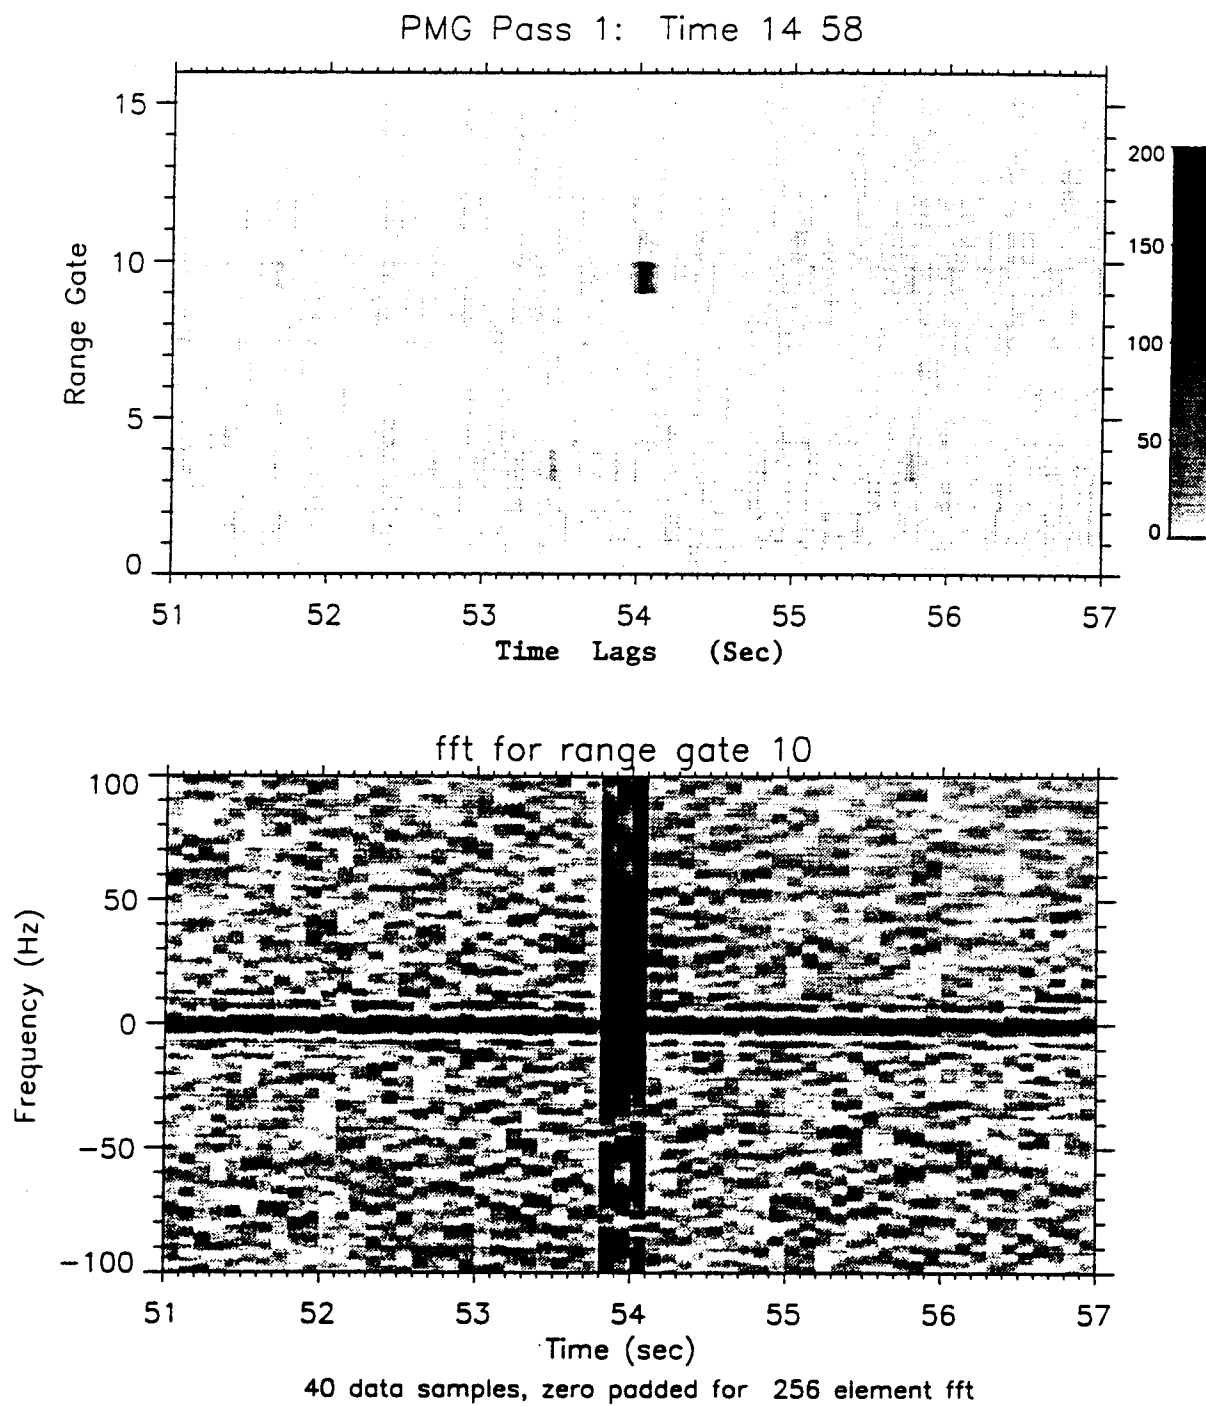 PMG Pass 1: Time 14 58
15
10
5
0
Range Gate
200
150
100
50
0
51 52 53 54 55 56 57
Time Lags (Sec)
fft for range gate 10
100
50
0
-50
-100
Frequency (Hz)
51 52 53 54 55 56 57
Time (sec)
40 data samples, zero padded for 256 element fft